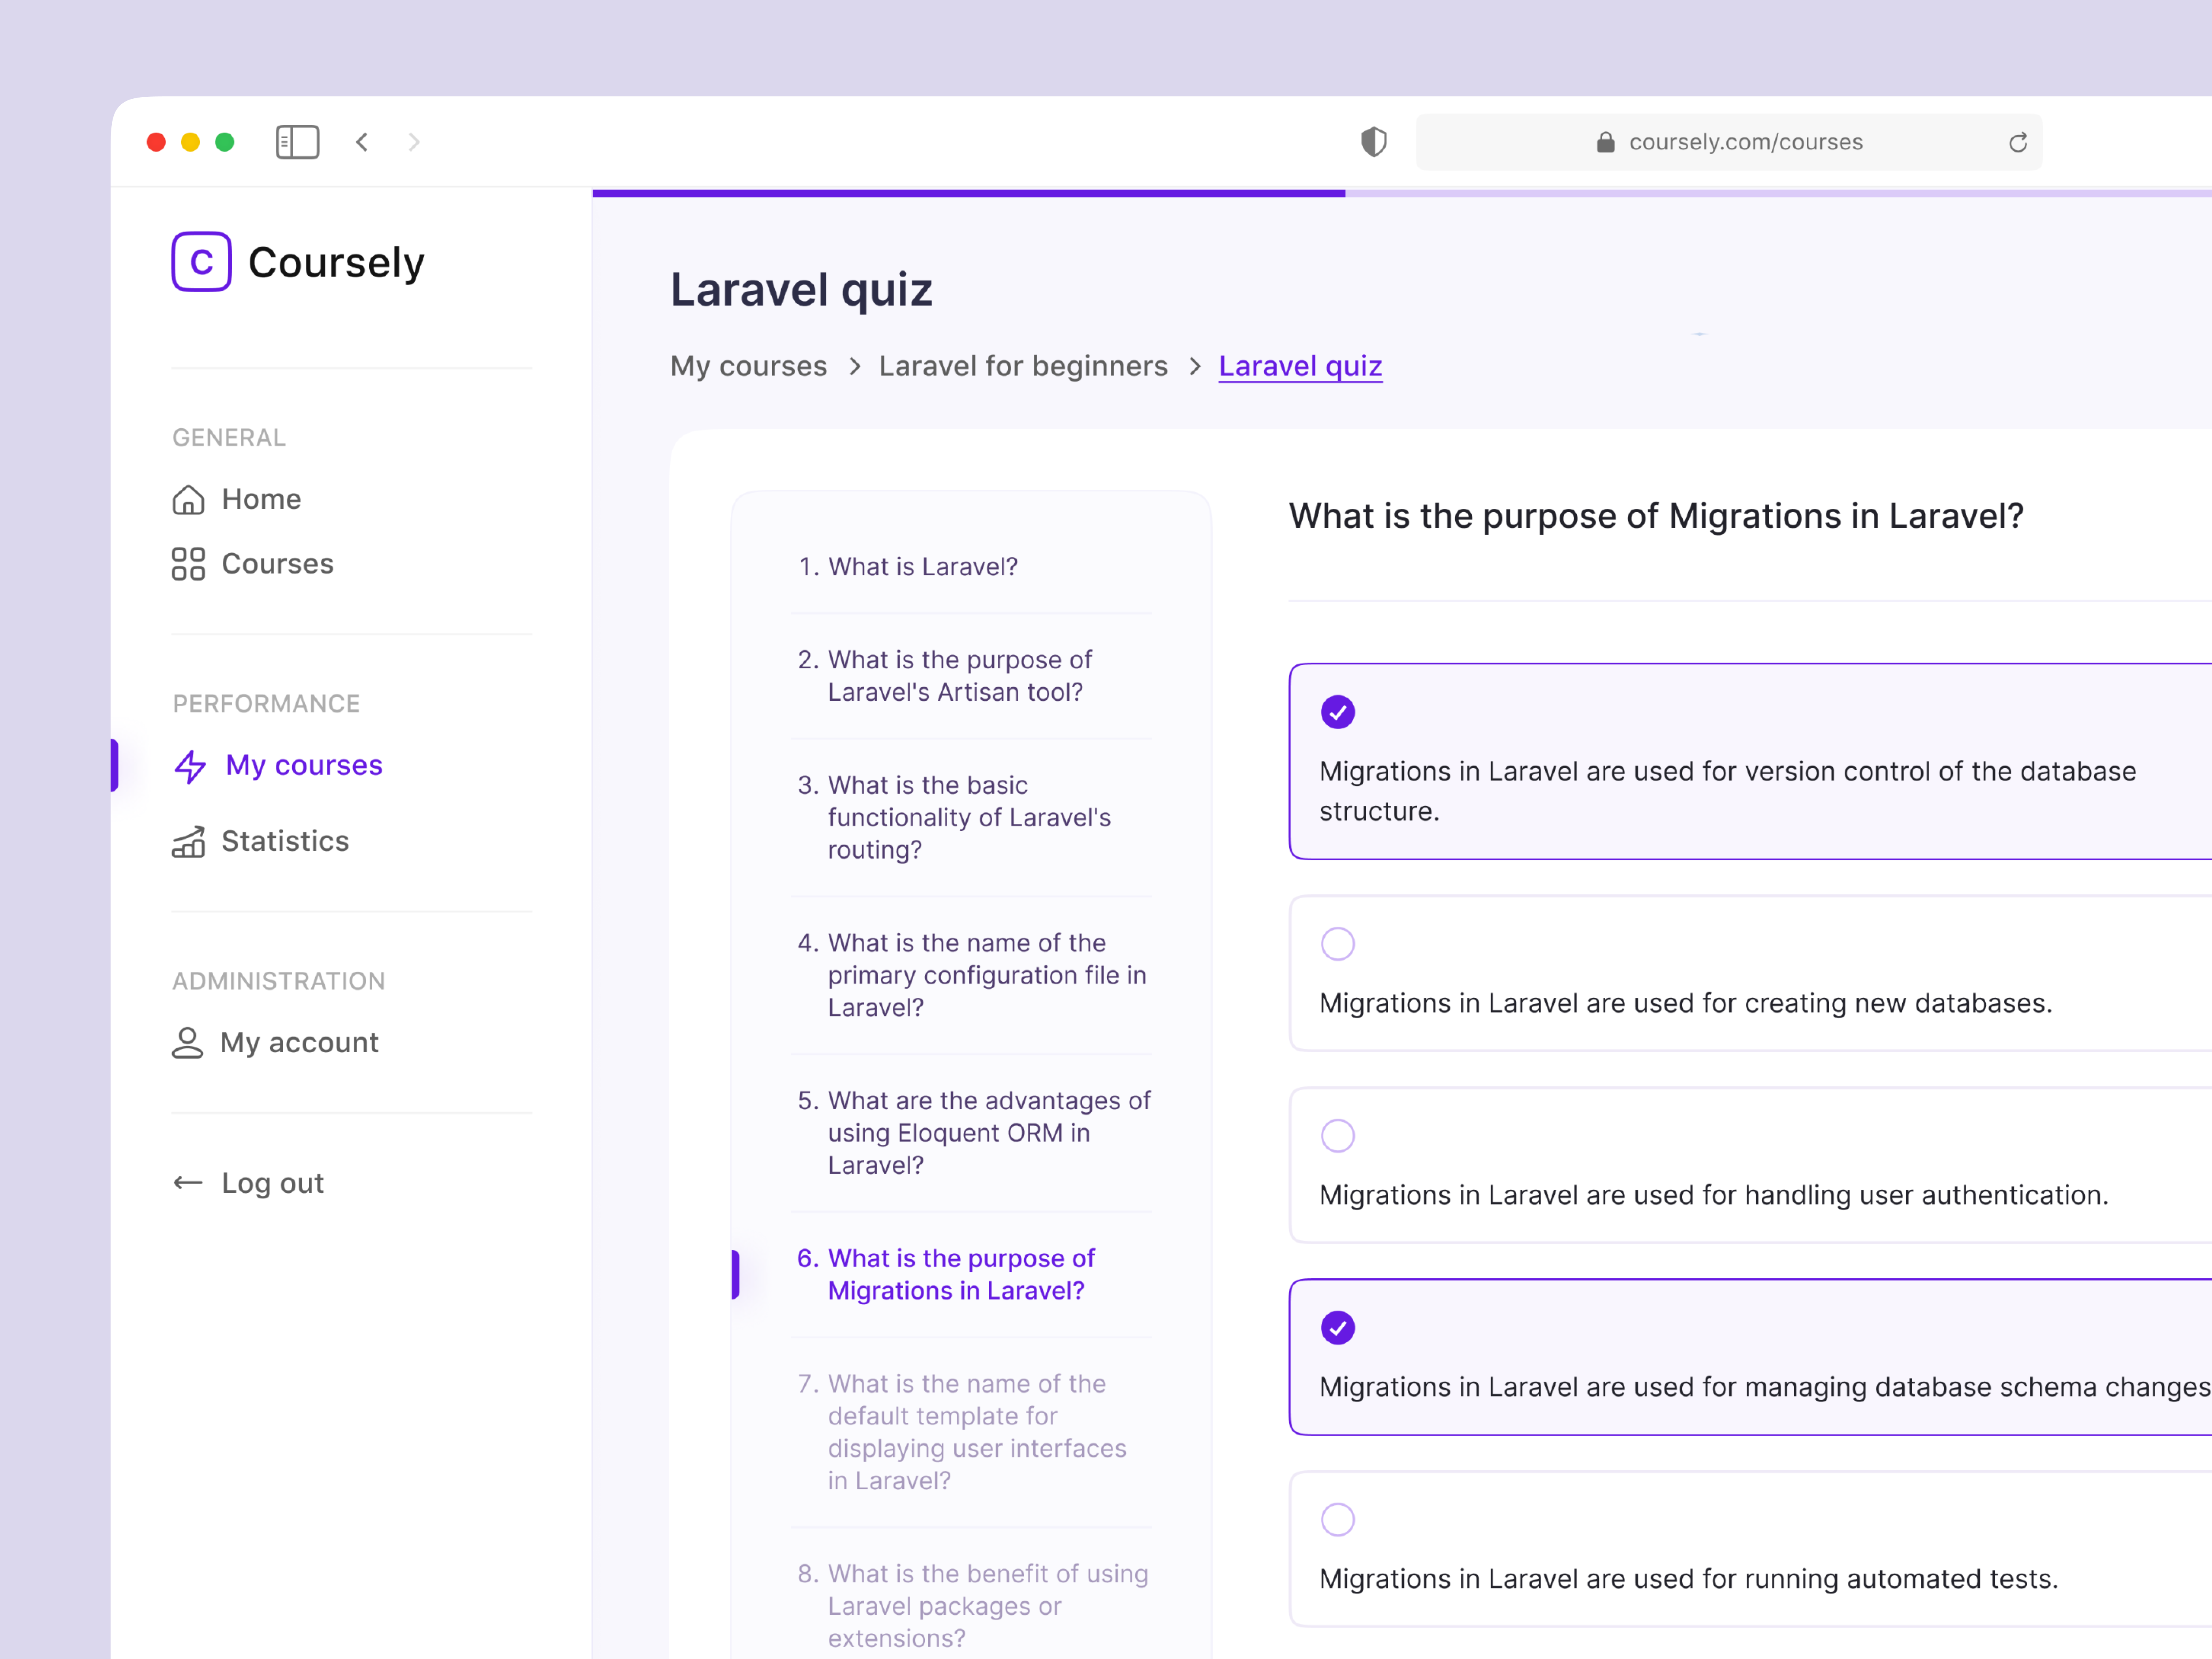 coursely.com/courses
C Coursely
GENERAL
Home
Courses
PERFORMANCE
My courses
Statistics
ADMINISTRATION
My account
Log out
Laravel quiz
My courses > Laravel for beginners > Laravel quiz
1. What is Laravel?
2. What is the purpose of
Laravel's Artisan tool?
3. What is the basic
functionality of Laravel's
routing?
4. What is the name of the
primary configuration file in
Laravel?
5. What are the advantages of
using Eloquent ORM in
Laravel?
6. What is the purpose of
Migrations in Laravel?
7. What is the name of the
default template for
displaying user interfaces
in Laravel?
8. What is the benefit of using
Laravel packages or
extensions?
What is the purpose of Migrations in Laravel?
Migrations in Laravel are used for version control of the database
structure.
Migrations in Laravel are used for creating new databases.
Migrations in Laravel are used for handling user authentication.
Migrations in Laravel are used for managing database schema changes
Migrations in Laravel are used for running automated tests.